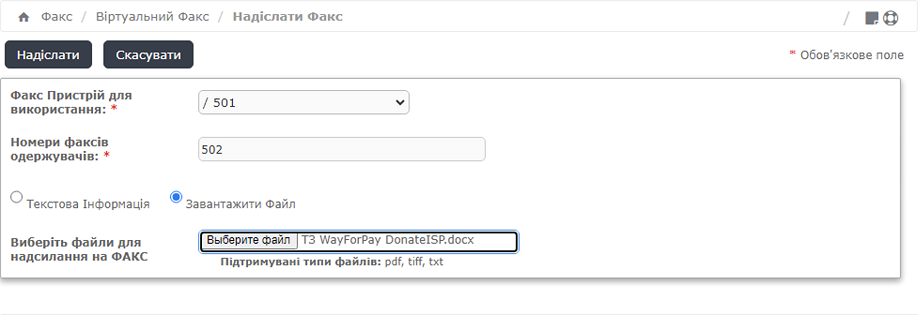 Факс / Віртуальний Факс / Надіслати Факс /
Надіслати Скасувати * Обов'язкове поле
Факс Пристрій для
використання: * / 501
Номери факсів
одержувачів: * 502
Текстова Інформація Завантажити Файл
Виберіть файли для
надсилання на ФАКС Выберите файл ТЗ WayForPay DonateISP.docx
Підтримувані типи файлів: pdf, tiff, txt